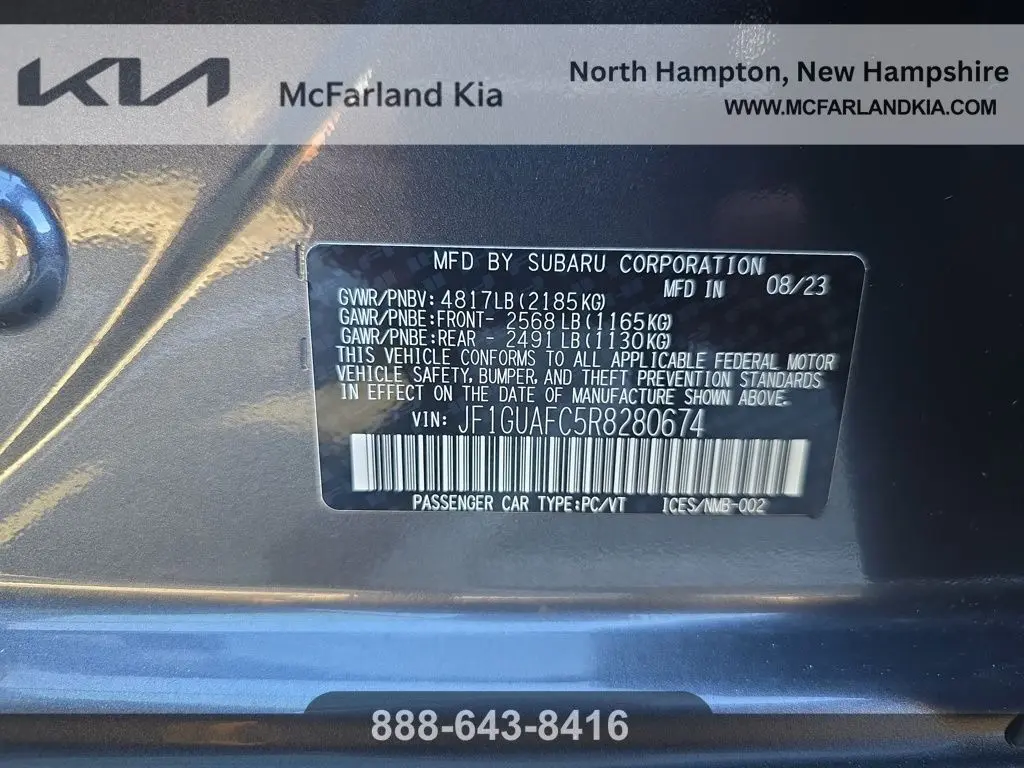 KIA
McFarland Kia
North Hampton, New Hampshire
WWW.MCFARLANDKIA.COM
MFD BY SUBARU CORPORATION
MFD IN 08/23
GVWR/PNBV: 4817LB(2185KG)
GAWR/PNBE:FRONT- 2568 LB(1165KG)
GAWR/PNBE:REAR - 2491 LB(1130KG)
THIS VEHICLE CONFORMS TO ALL APPLICABLE FEDERAL MOTOR
VEHICLE SAFETY, BUMPER, AND THEFT PREVENTION STANDARDS
IN EFFECT ON THE DATE OF MANUFACTURE SHOWN ABOVE.
VIN: JF1GUAFC5R8280674
PASSENGER CAR TYPE:PC/VT ICES/NMB-002
888-643-8416